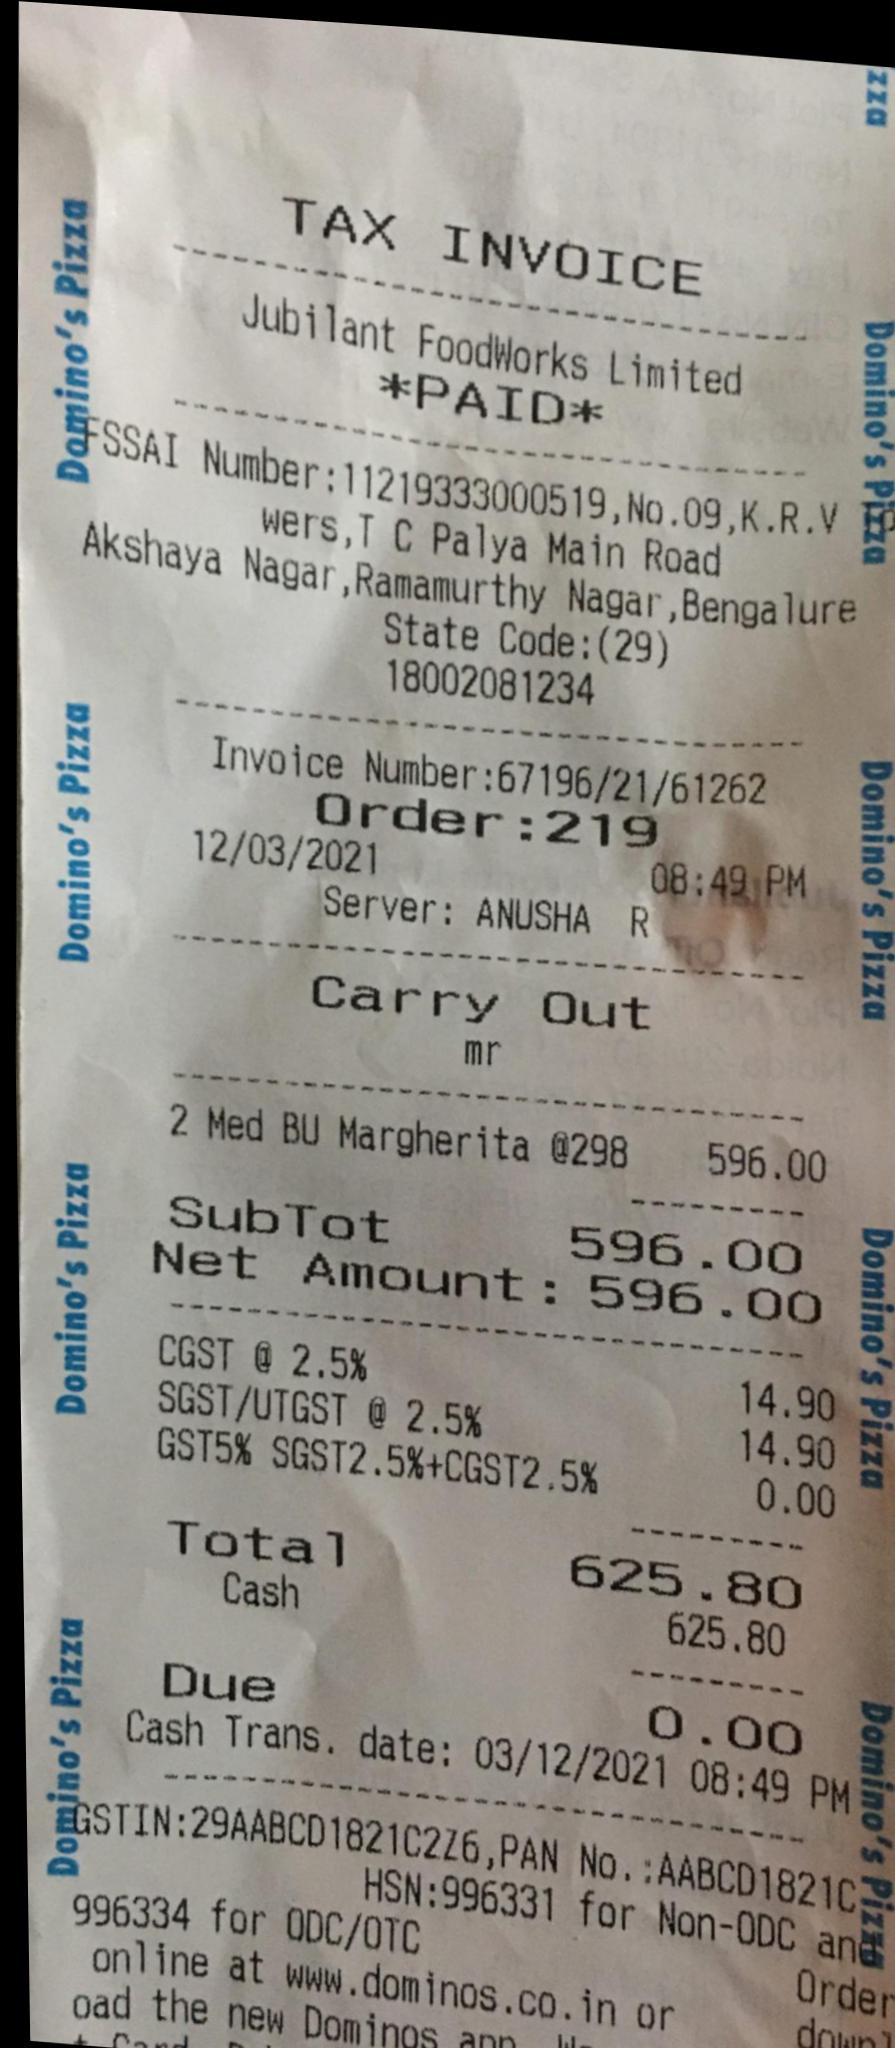 TAX INVOICE
Jubilant FoodWorks Limited
*PAID*
FSSAI Number:11219333000519,No.09,K.R.V To
wers,T C Palya Main Road
Akshaya Nagar,Ramamurthy Nagar,Bengalure
State Code:(29)
18002081234
Invoice Number:67196/21/61262
Order:219
12/03/2021 08:49 PM
Server: ANUSHA R
Carry Out
mr
2 Med BU Margherita @298 596.00
SubTot 596.00
Net Amount: 596.00
CGST @ 2.5% 14.90
SGST/UTGST @ 2.5% 14.90
GST5% SGST2.5%+CGST2.5% 0.00
Total 625.80
Cash 625.80
Due 0.00
Cash Trans. date: 03/12/2021 08:49 PM
GSTIN:29AABCD1821C2Z6,PAN No.:AABCD1821C
HSN:996331 for Non-ODC and
996334 for ODC/OTC Order
online at www.dominos.co.in or downl
oad the new Dominos app.
Domino's Pizza
Domino's Pizza
Domino's Pizza
Domino's Pizza
zza
Domino's Pizza
Domino's Pizza
Domino's Pizza
Domino's Pizza